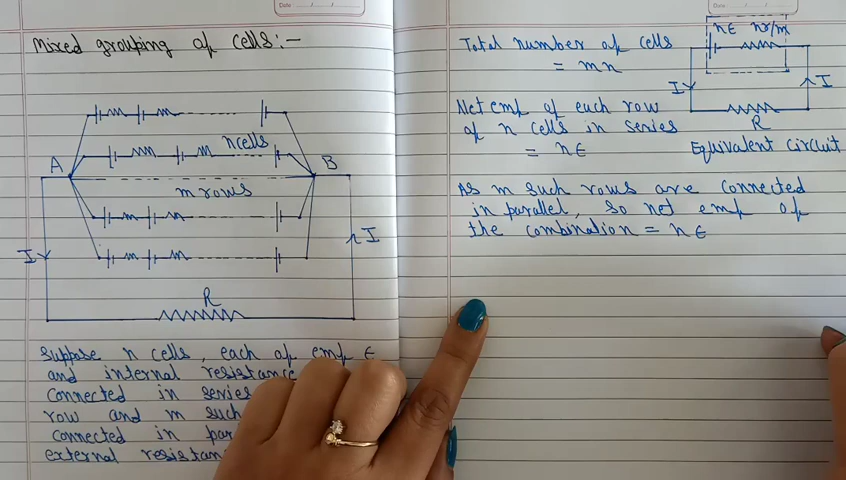 Date
Mixed grouping of cells:-
n cells
A
B
m rows
I
I
R
Suppose n cells, each of emf ε
and internal resistance
connected in series
row and m such
connected in par
external resistan
Date
Total number of cells
= mn
nε nr/m
I
I
R
Equivalent Circuit
Net emf of each row
of n cells in series
= nε
As m such rows are connected
in parallel, so net emf of
the combination = nε